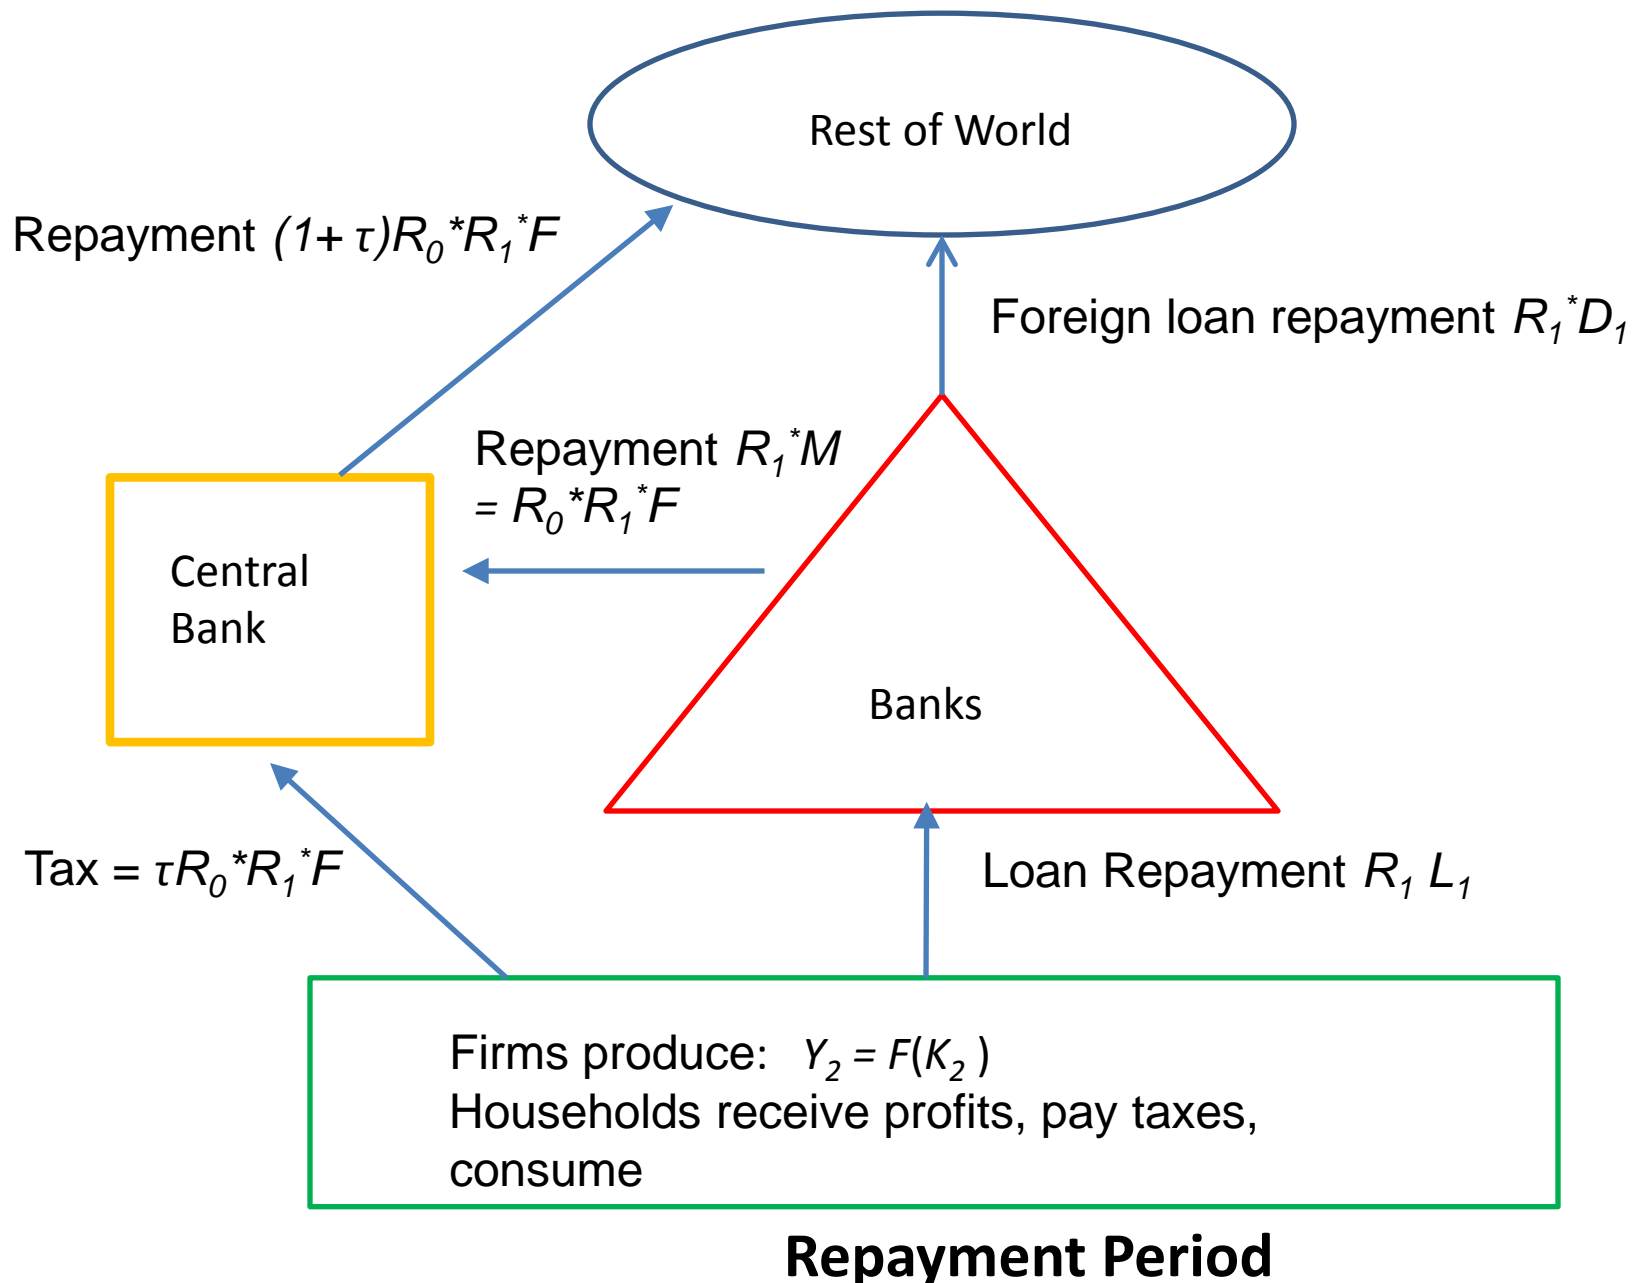 Rest of World
Repayment (1+ τ)R₀*R₁*F
Foreign loan repayment R₁*D₁
Repayment R₁*M
= R₀*R₁*F
Central
Bank
Banks
Tax = τR₀*R₁*F
Loan Repayment R₁ L₁
Firms produce: Y₂ = F(K₂ )
Households receive profits, pay taxes,
consume
Repayment Period